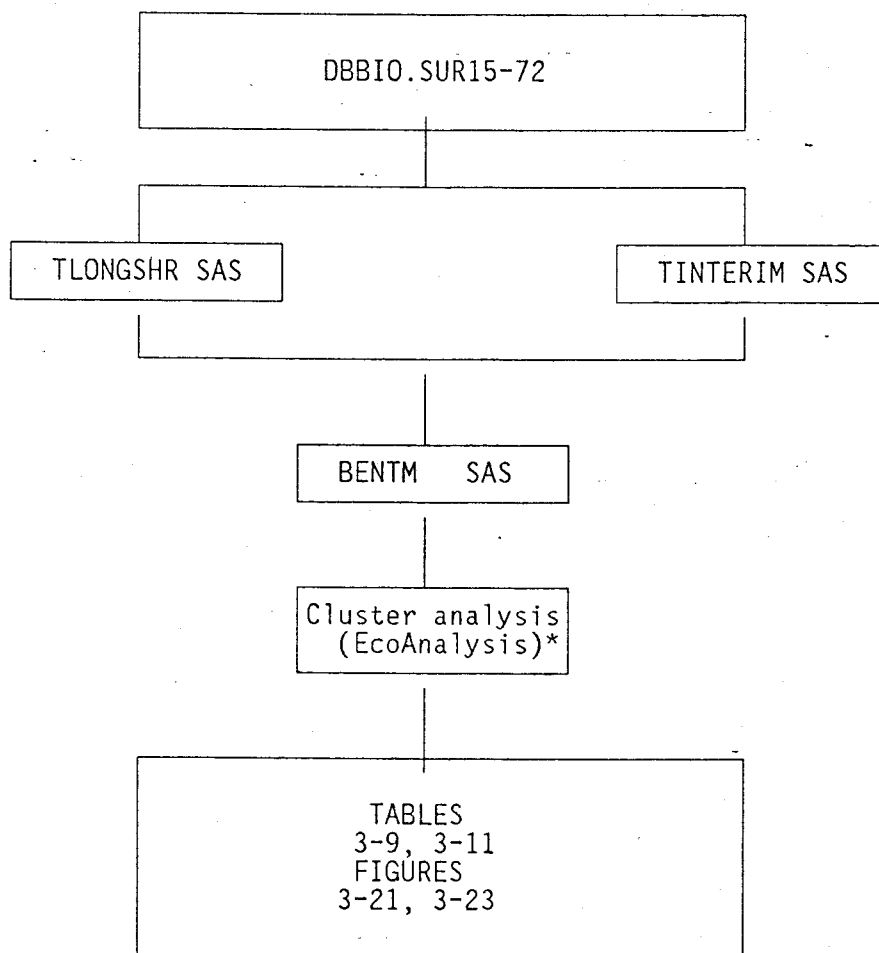 DBBIO.SUR15-72
TLONGSHR SAS
TINTERIM SAS
BENTM SAS
Cluster analysis
(EcoAnalysis)*
TABLES
3-9, 3-11
FIGURES
3-21, 3-23